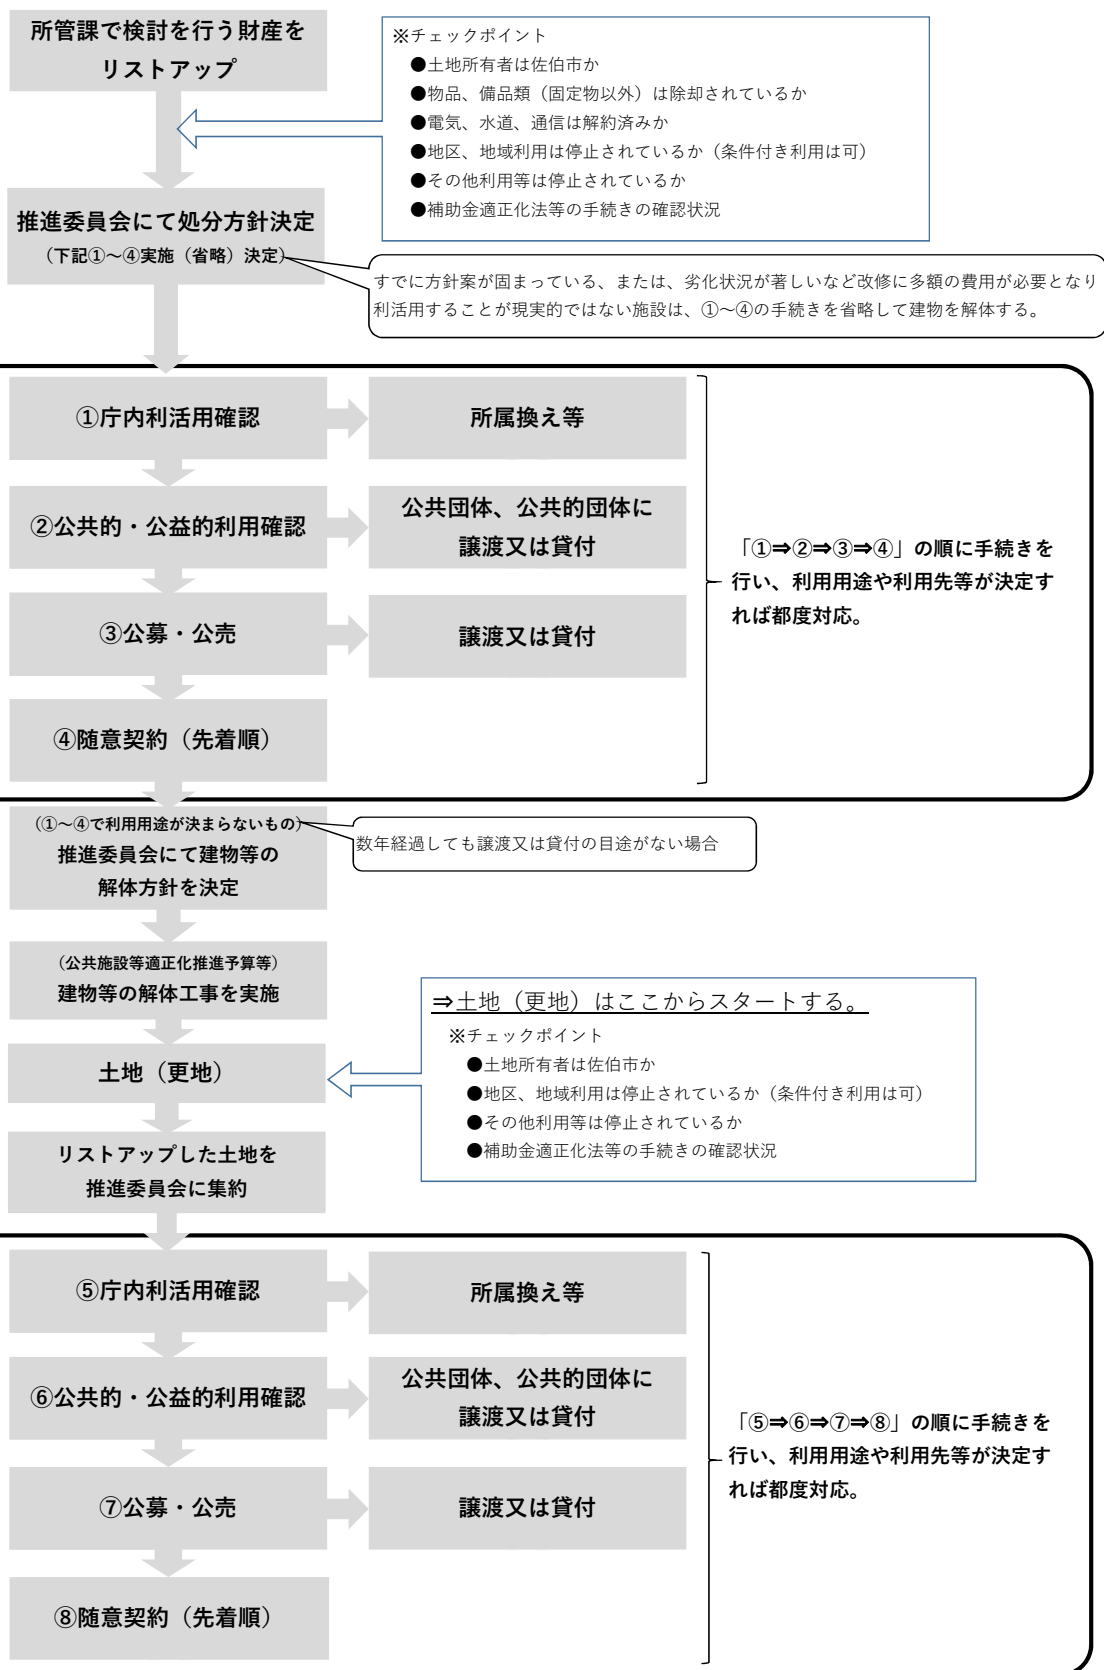 所管課で検討を行う財産を
リストアップ
※チェックポイント
●土地所有者は佐伯市か
●物品、備品類（固定物以外）は除却されているか
●電気、水道、通信は解約済みか
●地区、地域利用は停止されているか（条件付き利用は可）
●その他利用等は停止されているか
●補助金適正化法等の手続きの確認状況
推進委員会にて処分方針決定
（下記①～④実施（省略）決定）
すでに方針案が固まっている、または、劣化状況が著しいなど改修に多額の費用が必要となり
利活用することが現実的ではない施設は、①～④の手続きを省略して建物を解体する。
①庁内利活用確認
所属換え等
②公共的・公益的利用確認
公共団体、公共的団体に
譲渡又は貸付
③公募・公売
譲渡又は貸付
④随意契約（先着順）
「①⇒②⇒③⇒④」の順に手続きを
行い、利用用途や利用先等が決定す
れば都度対応。
（①～④で利用用途が決まらないもの）
推進委員会にて建物等の
解体方針を決定
数年経過しても譲渡又は貸付の目途がない場合
（公共施設等適正化推進予算等）
建物等の解体工事を実施
土地（更地）
⇒土地（更地）はここからスタートする。
※チェックポイント
●土地所有者は佐伯市か
●地区、地域利用は停止されているか（条件付き利用は可）
●その他利用等は停止されているか
●補助金適正化法等の手続きの確認状況
リストアップした土地を
推進委員会に集約
⑤庁内利活用確認
所属換え等
⑥公共的・公益的利用確認
公共団体、公共的団体に
譲渡又は貸付
⑦公募・公売
譲渡又は貸付
⑧随意契約（先着順）
「⑤⇒⑥⇒⑦⇒⑧」の順に手続きを
行い、利用用途や利用先等が決定す
れば都度対応。